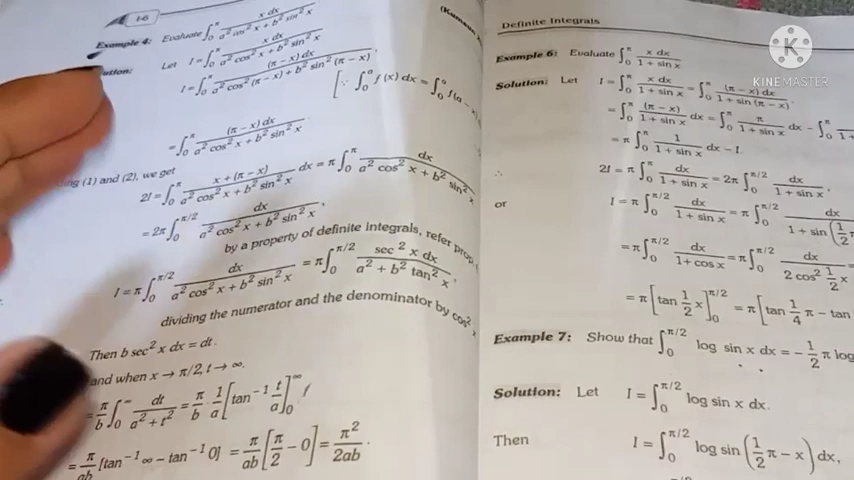 I-6
Example 4: Evaluate ∫₀^π x dx / (a² cos² x + b² sin² x)
Let I = ∫₀^π x dx / (a² cos² x + b² sin² x)
I = ∫₀^π (π − x) dx / (a² cos² (π − x) + b² sin² (π − x)),
[∵ ∫₀^a f(x) dx = ∫₀^a f(a − x)
= ∫₀^π (π − x) dx / (a² cos² x + b² sin² x)
(1) and (2), we get
2I = ∫₀^π (x + (π − x)) / (a² cos² x + b² sin² x) dx = π ∫₀^π dx / (a² cos² x + b² sin² x)
= 2π ∫₀^(π/2) dx / (a² cos² x + b² sin² x),
by a property of definite integrals, refer prop.
I = π ∫₀^(π/2) dx / (a² cos² x + b² sin² x) = π ∫₀^(π/2) sec² x dx / (a² + b² tan² x),
dividing the numerator and the denominator by cos² x
Then b sec² x dx = dt.
and when x → π/2, t → ∞.
= π/b ∫₀^∞ dt / (a² + t²) = π/b · 1/a [tan⁻¹ t/a]₀^∞
= π/ab [tan⁻¹ ∞ − tan⁻¹ 0] = π/ab [π/2 − 0] = π²/2ab.
Definite Integrals
Example 6: Evaluate ∫₀^π x dx / (1 + sin x)
Solution: Let I = ∫₀^π x dx / (1 + sin x) = ∫₀^π (π − x) dx / (1 + sin (π − x))
= ∫₀^π (π − x) / (1 + sin x) dx = ∫₀^π π / (1 + sin x) dx − ∫₀^π
= π ∫₀^π 1 / (1 + sin x) dx − I.
∴ 2I = π ∫₀^π dx / (1 + sin x) = 2π ∫₀^(π/2) dx / (1 + sin x),
or I = π ∫₀^(π/2) dx / (1 + sin x) = π ∫₀^(π/2) dx / (1 + sin (½ π
= π ∫₀^(π/2) dx / (1 + cos x) = π ∫₀^(π/2) dx / (2 cos² ½ x)
= π [tan ½ x]₀^(π/2) = π [tan ¼ π − tan
Example 7: Show that ∫₀^(π/2) log sin x dx = − ½ π log
Solution: Let I = ∫₀^(π/2) log sin x dx.
Then I = ∫₀^(π/2) log sin (½ π − x) dx,
KINEMASTER